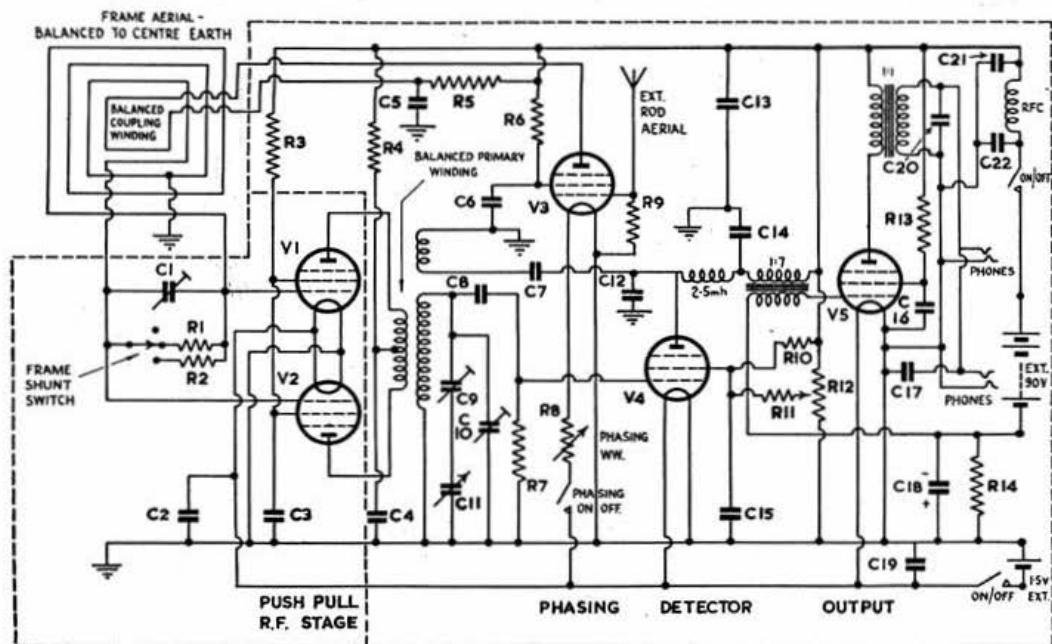 FRAME AERIAL -
BALANCED TO CENTRE EARTH
BALANCED
COUPLING
WINDING
C5
R5
R6
EXT.
ROD
AERIAL
C13
1:1
C21
RFC
C22
C20
ON/OFF
R3
R4
BALANCED PRIMARY
WINDING
C6
V3
R9
C14
R13
PHONES
V1
C1
C8
C7
C12
2·5mh
1:7
V5
C
16
R1
R2
FRAME
SHUNT
SWITCH
V2
C9
C
10
C11
R7
R8
PHASING
WW.
PHASING
ON OFF.
V4
R10
R11
R12
C17
PHONES
EXT.
90V
C2
C3
C4
C15
C18
-
+
R14
C19
ON/OFF
1·5V
EXT.
PUSH PULL
R.F. STAGE
PHASING
DETECTOR
OUTPUT